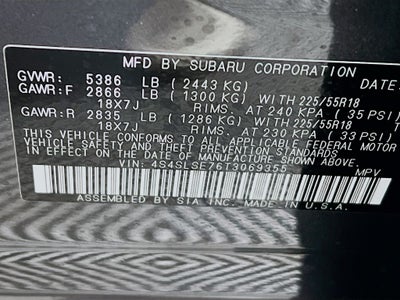 MFD BY SUBARU CORPORATION
GVWR: 5386 LB (2443 KG) DATE:
GAWR:F 2866 LB (1300 KG) WITH 225/55R18
18X7J RIMS. AT 240 KPA (35 PSI)
GAWR:R 2835 LB (1286 KG) WITH 225/55R18
18X7J RIMS. AT 230 KPA (33 PSI)
THIS VEHICLE CONFORMS TO ALL APPLICABLE FEDERAL MOTOR
VEHICLE SAFETY AND THEFT PREVENTION STANDARDS
IN EFFECT ON THE DATE OF MANUFACTURE SHOWN ABOVE.
VIN: 4S4SLSE76T3069355 MPV
ASSEMBLED BY SIA INC. MADE IN U.S.A.